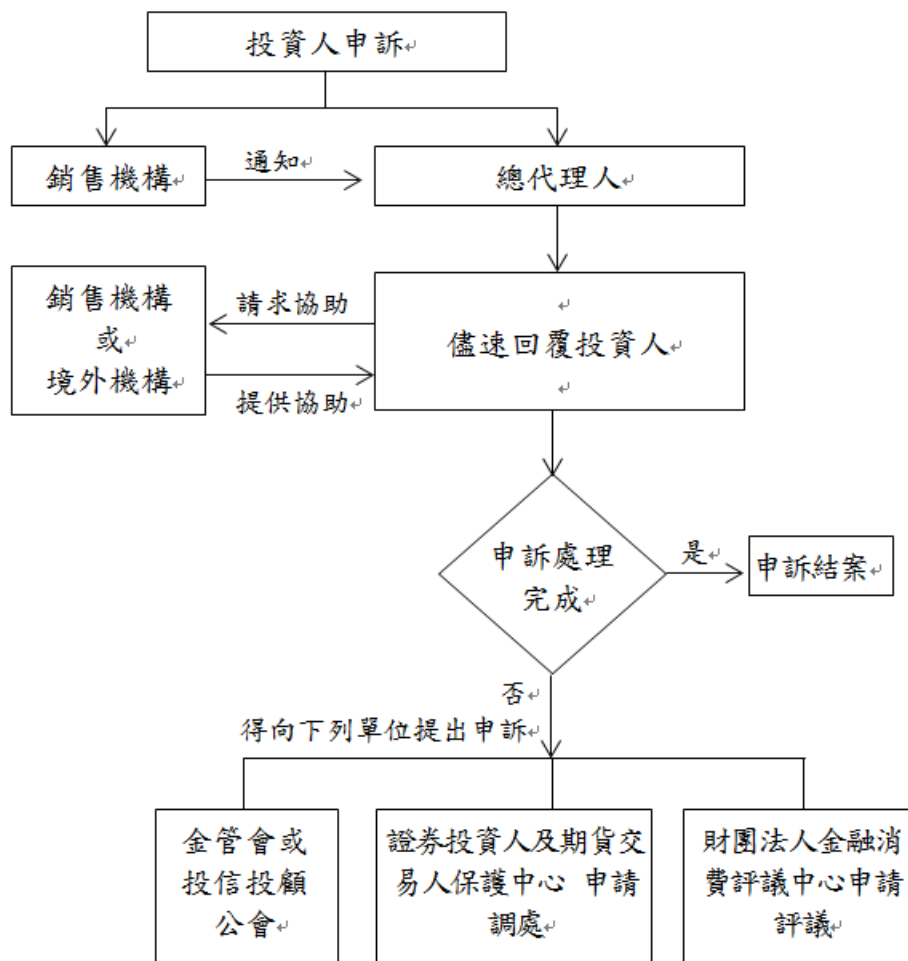 投資人申訴
銷售機構
通知
總代理人
銷售機構
或
境外機構
請求協助
提供協助
儘速回覆投資人
申訴處理
完成
是
申訴結案
否
得向下列單位提出申訴
金管會或
投信投顧
公會
證券投資人及期貨交
易人保護中心 申請
調處
財團法人金融消
費評議中心申請
評議